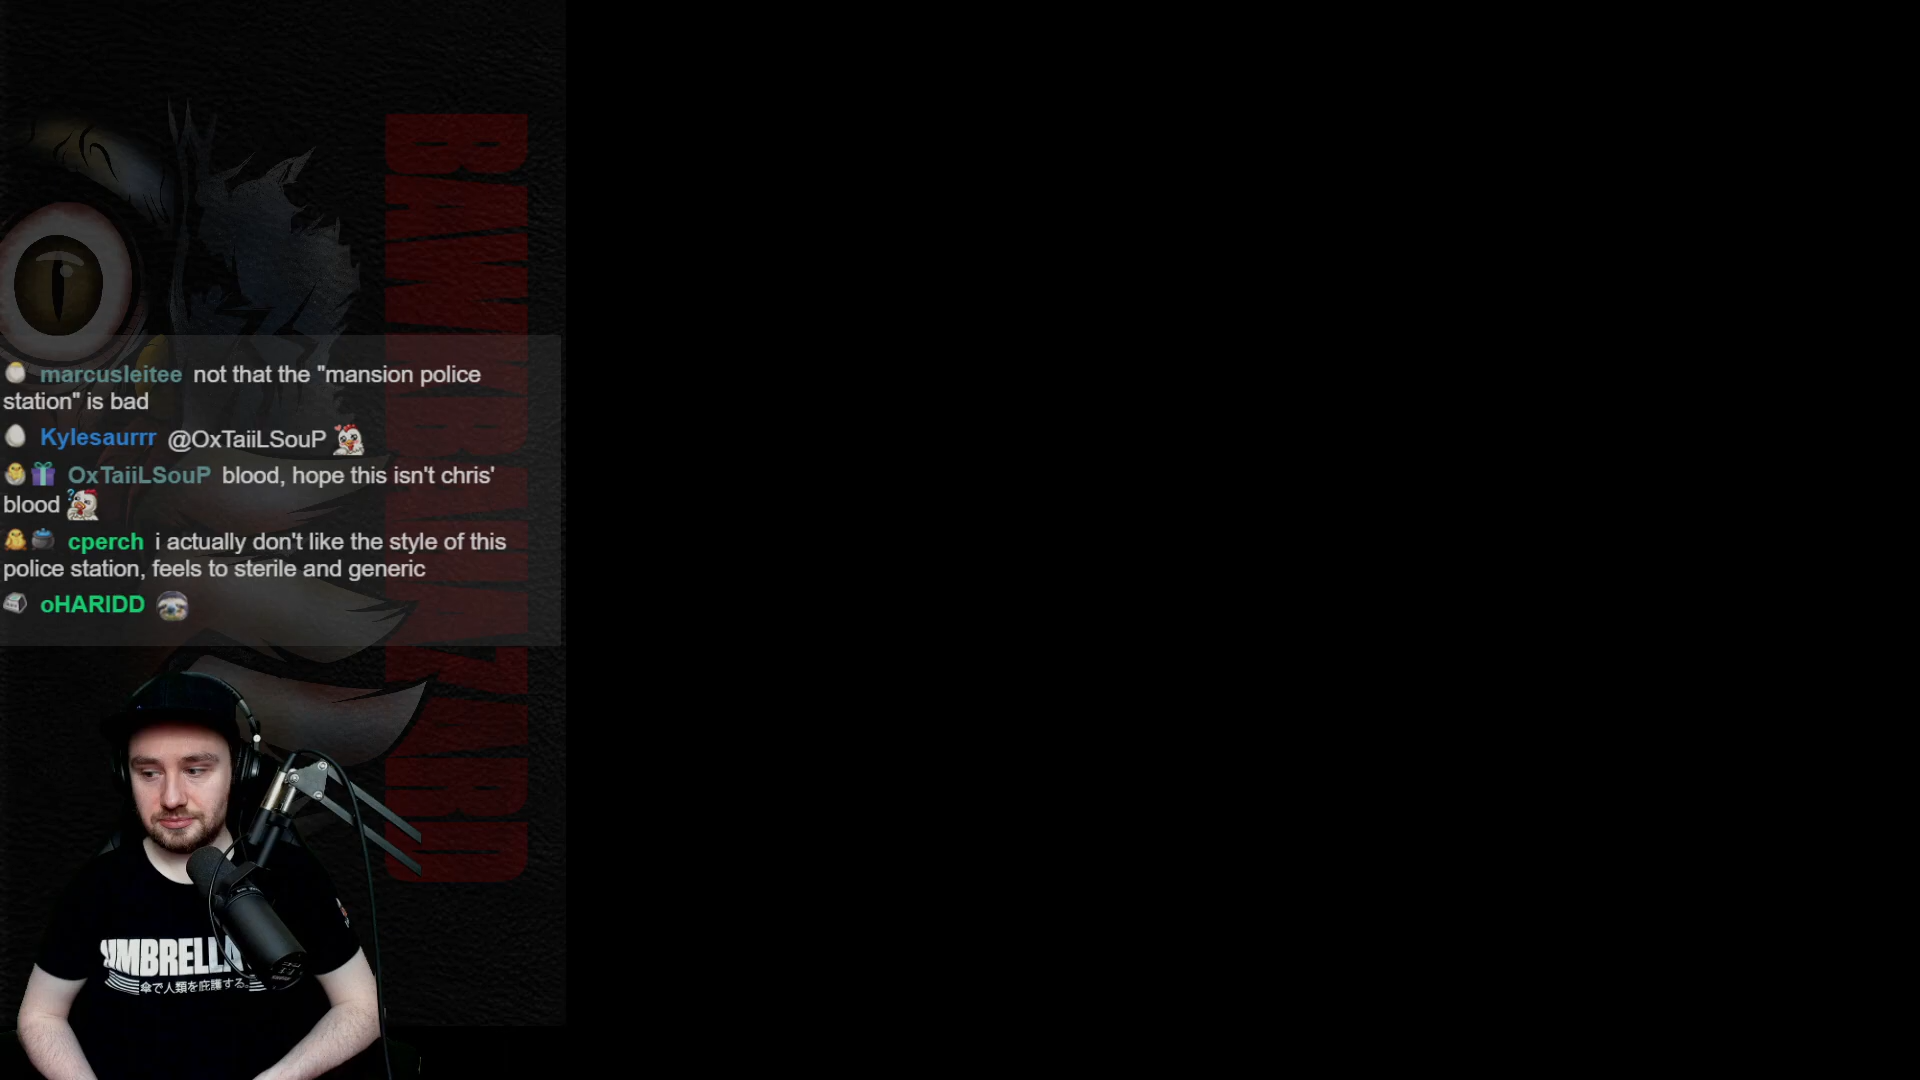 BAWKBAHAZARD
marcusleitee not that the "mansion police
station" is bad
Kylesaurrr @OxTaiiLSouP
OxTaiiLSouP blood, hope this isn't chris'
blood
cperch i actually don't like the style of this
police station, feels to sterile and generic
oHARIDD
UMBRELLA
傘で人類を庇護する。